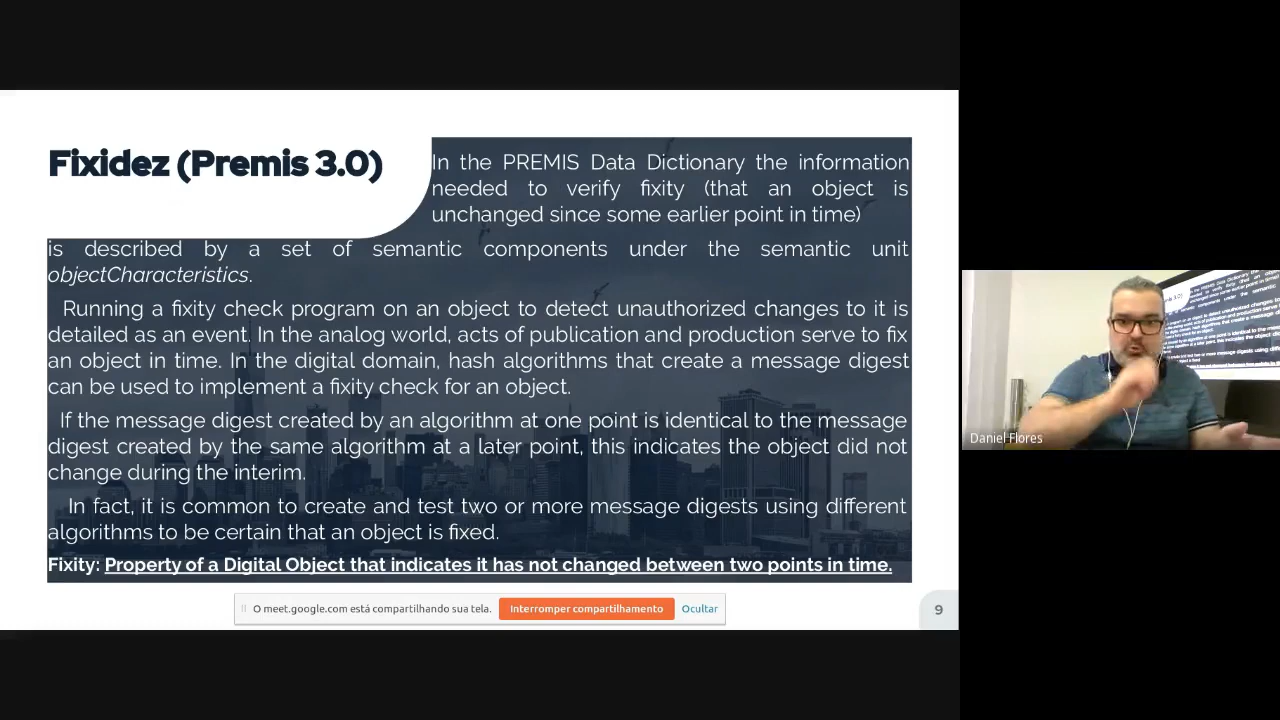 Fixidez (Premis 3.0)
In the PREMIS Data Dictionary the information
needed to verify fixity (that an object is
unchanged since some earlier point in time)
is described by a set of semantic components under the semantic unit
objectCharacteristics.
Running a fixity check program on an object to detect unauthorized changes to it is
detailed as an event. In the analog world, acts of publication and production serve to fix
an object in time. In the digital domain, hash algorithms that create a message digest
can be used to implement a fixity check for an object.
If the message digest created by an algorithm at one point is identical to the message
digest created by the same algorithm at a later point, this indicates the object did not
change during the interim.
In fact, it is common to create and test two or more message digests using different
algorithms to be certain that an object is fixed.
Fixity: Property of a Digital Object that indicates it has not changed between two points in time.
O meet.google.com está compartilhando sua tela. Interromper compartilhamento Ocultar
9
Daniel Flores